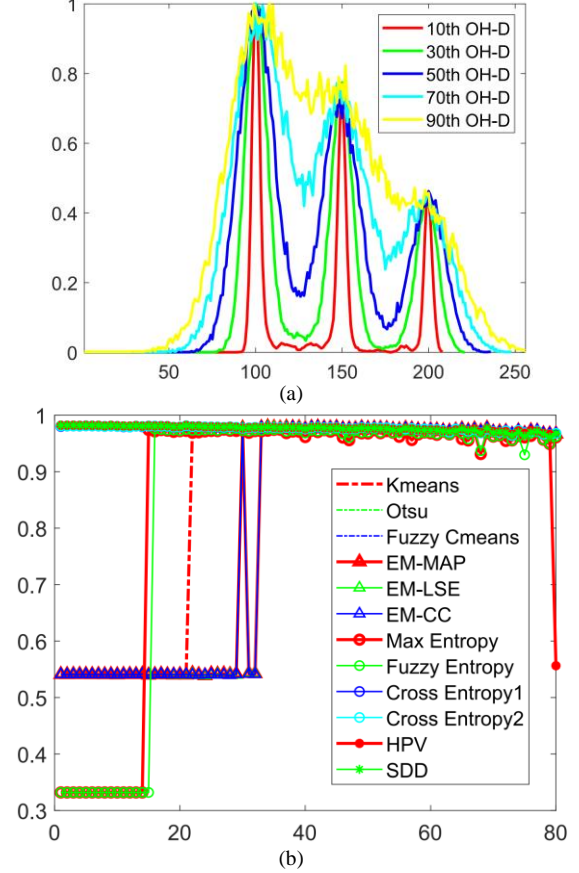 1
0.8
0.6
0.4
0.2
0
10th OH-D
30th OH-D
50th OH-D
70th OH-D
90th OH-D
50 100 150 200 250
(a)
1
0.9
0.8
0.7
0.6
0.5
0.4
0.3
Kmeans
Otsu
Fuzzy Cmeans
EM-MAP
EM-LSE
EM-CC
Max Entropy
Fuzzy Entropy
Cross Entropy1
Cross Entropy2
HPV
SDD
0 20 40 60 80
(b)